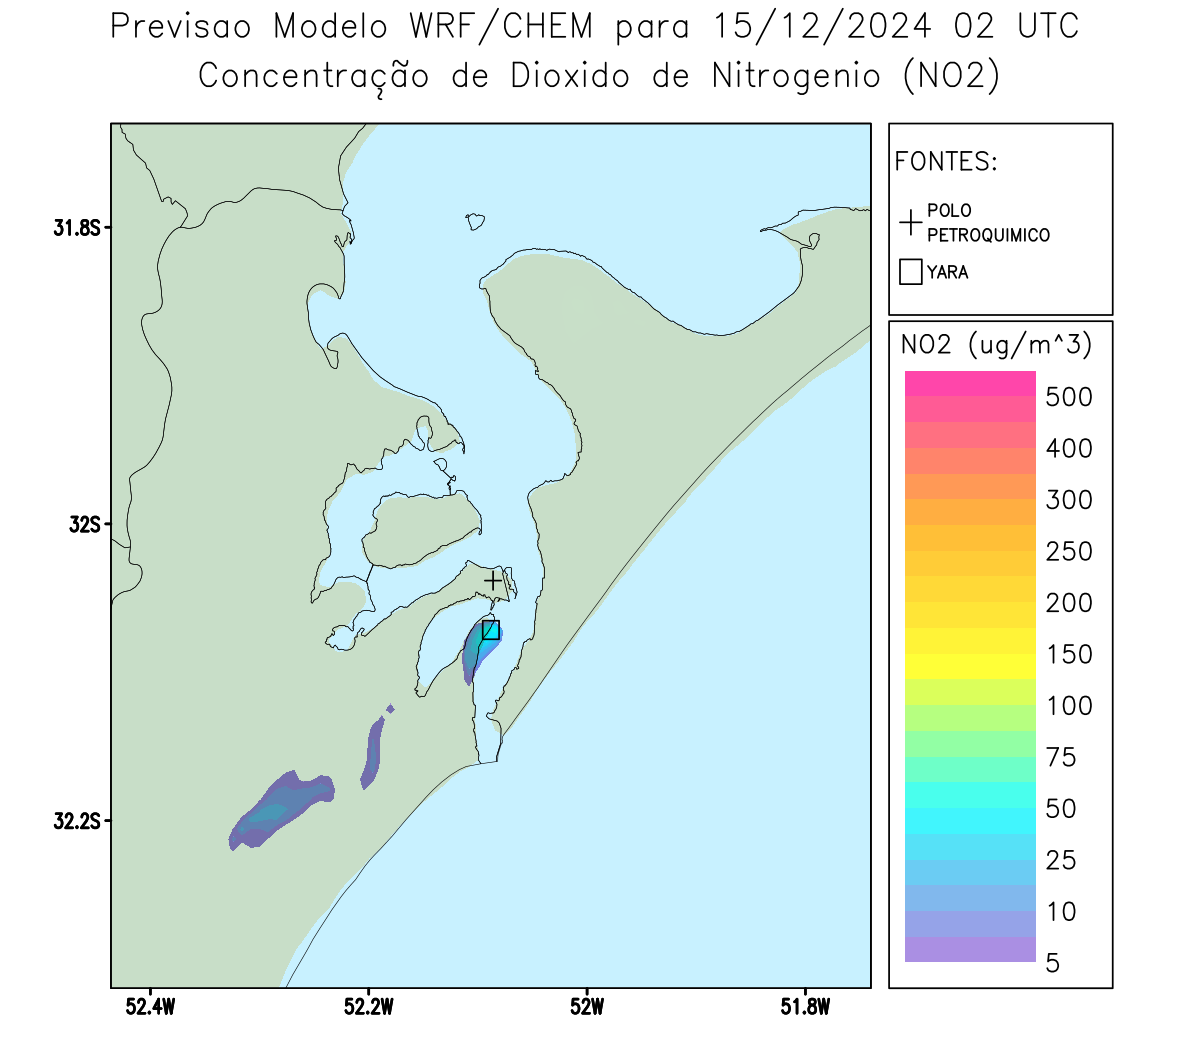 Previsao Modelo WRF/CHEM para 15/12/2024 02 UTC
Concentração de Dioxido de Nitrogenio (NO2)
FONTES:
POLO
PETROQUIMICO
YARA
31.8S
32S
32.2S
52.4W
52.2W
52W
51.8W
NO2 (ug/m^3)
500
400
300
250
200
150
100
75
50
25
10
5